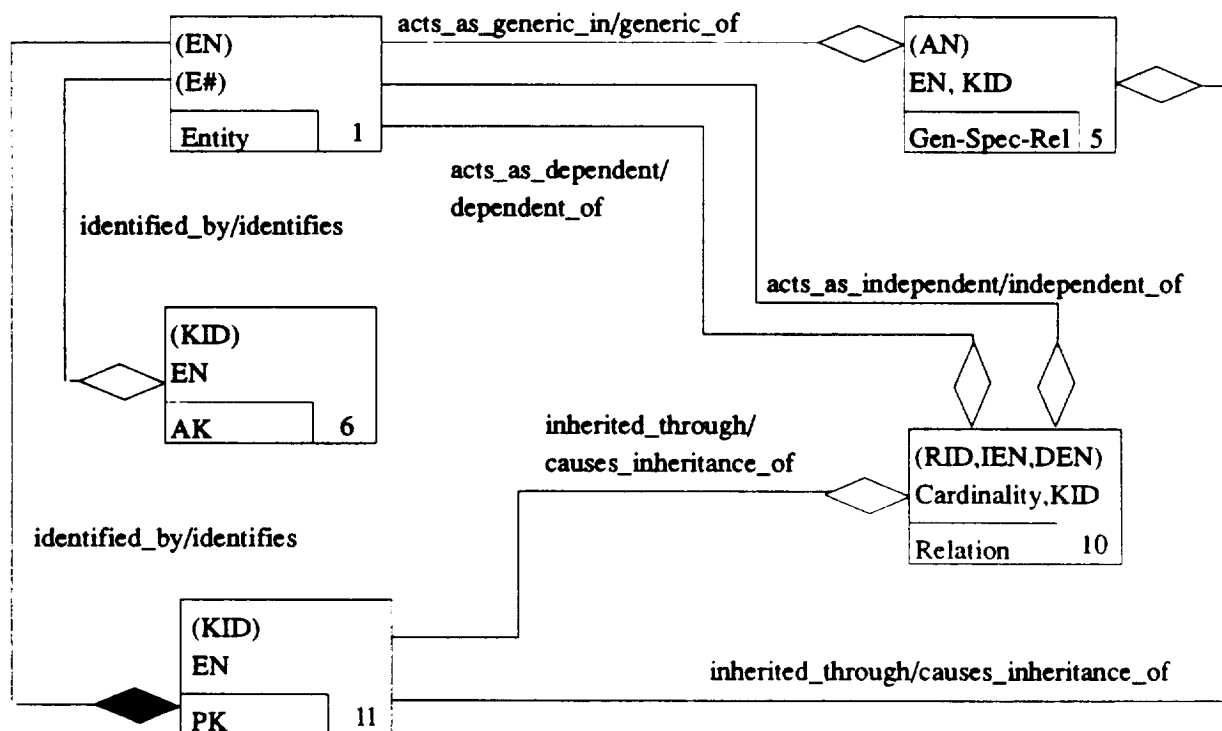 acts_as_generic_in/generic_of
(EN)
(E#)
Entity 1
(AN)
EN, KID
Gen-Spec-Rel 5
acts_as_dependent/
dependent_of
identified_by/identifies
acts_as_independent/independent_of
(KID)
EN
AK 6
inherited_through/
causes_inheritance_of
(RID,IEN,DEN)
Cardinality,KID
Relation 10
identified_by/identifies
(KID)
EN
PK 11
inherited_through/causes_inheritance_of